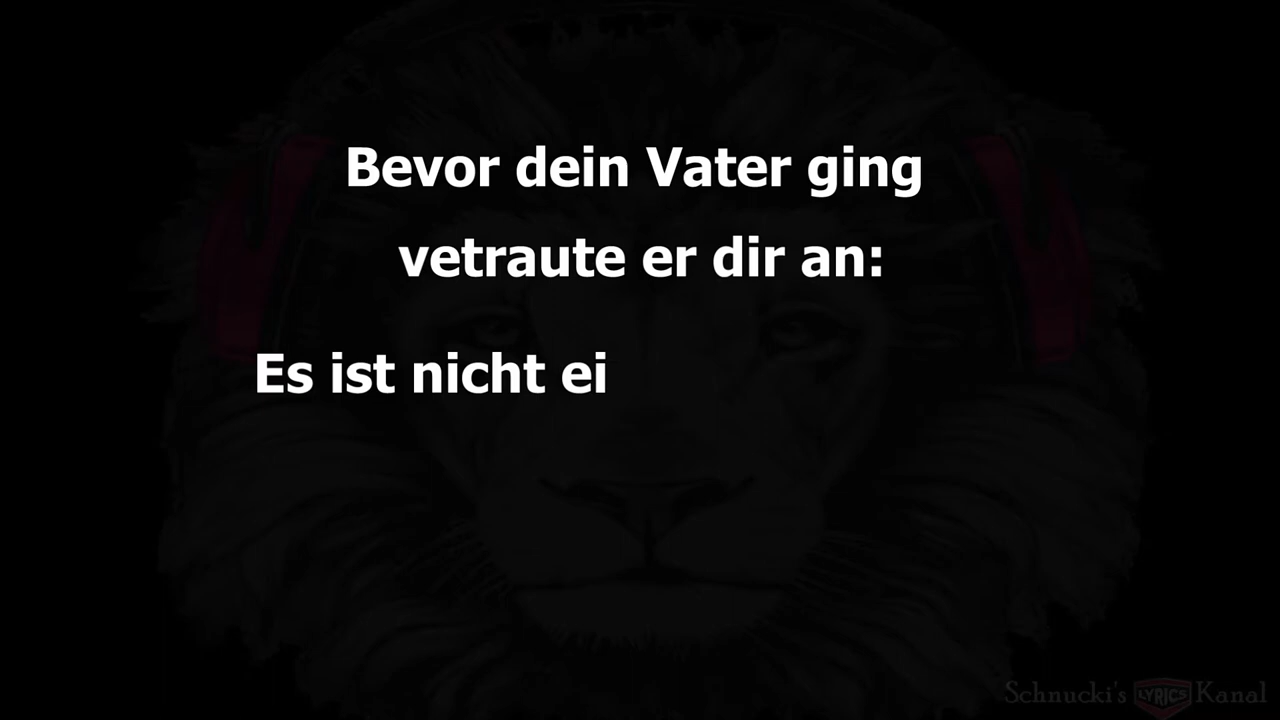 Bevor dein Vater ging
vetraute er dir an:
Es ist nicht ei
Schnucki's LYRICS Kanal